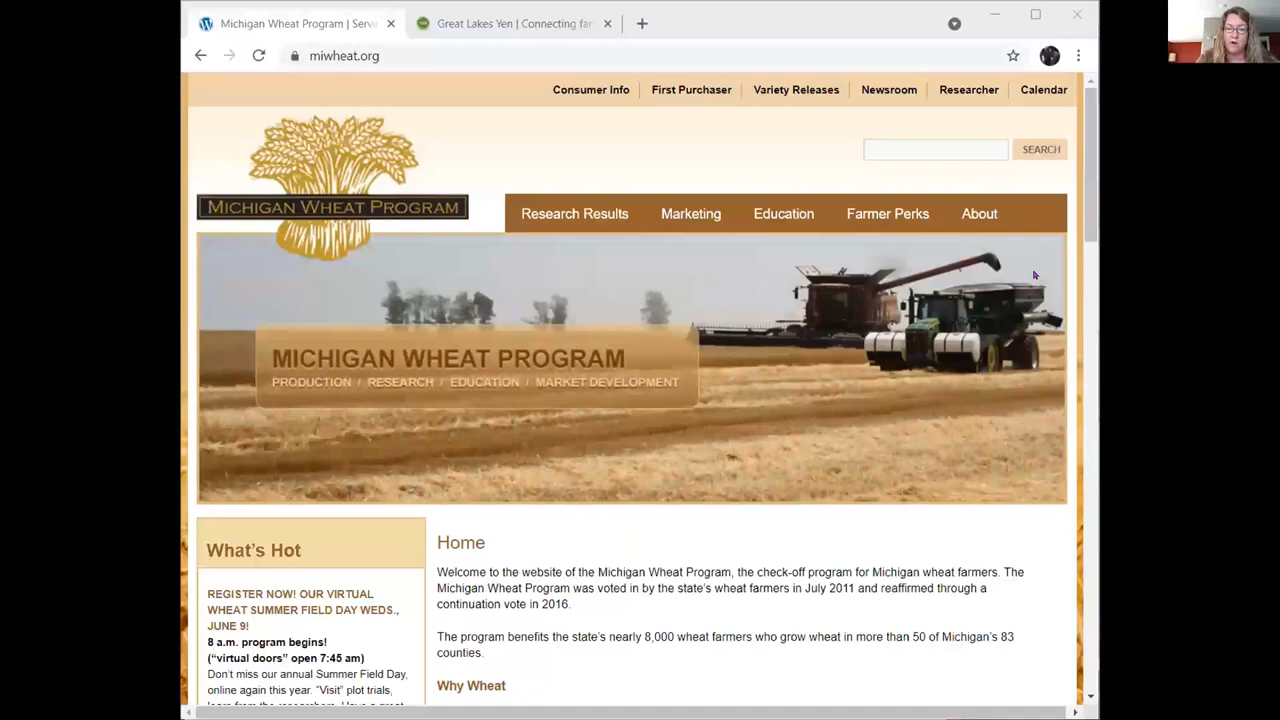 Michigan Wheat Program | Servi
Great Lakes Yen | Connecting far
miwheat.org
Consumer Info
First Purchaser
Variety Releases
Newsroom
Researcher
Calendar
SEARCH
MICHIGAN WHEAT PROGRAM
Research Results
Marketing
Education
Farmer Perks
About
MICHIGAN WHEAT PROGRAM
PRODUCTION / RESEARCH / EDUCATION / MARKET DEVELOPMENT
What's Hot
REGISTER NOW! OUR VIRTUAL
WHEAT SUMMER FIELD DAY WEDS.,
JUNE 9!
8 a.m. program begins!
("virtual doors" open 7:45 am)
Don't miss our annual Summer Field Day,
online again this year. "Visit" plot trials,
Home
Welcome to the website of the Michigan Wheat Program, the check-off program for Michigan wheat farmers. The
Michigan Wheat Program was voted in by the state's wheat farmers in July 2011 and reaffirmed through a
continuation vote in 2016.
The program benefits the state's nearly 8,000 wheat farmers who grow wheat in more than 50 of Michigan's 83
counties.
Why Wheat